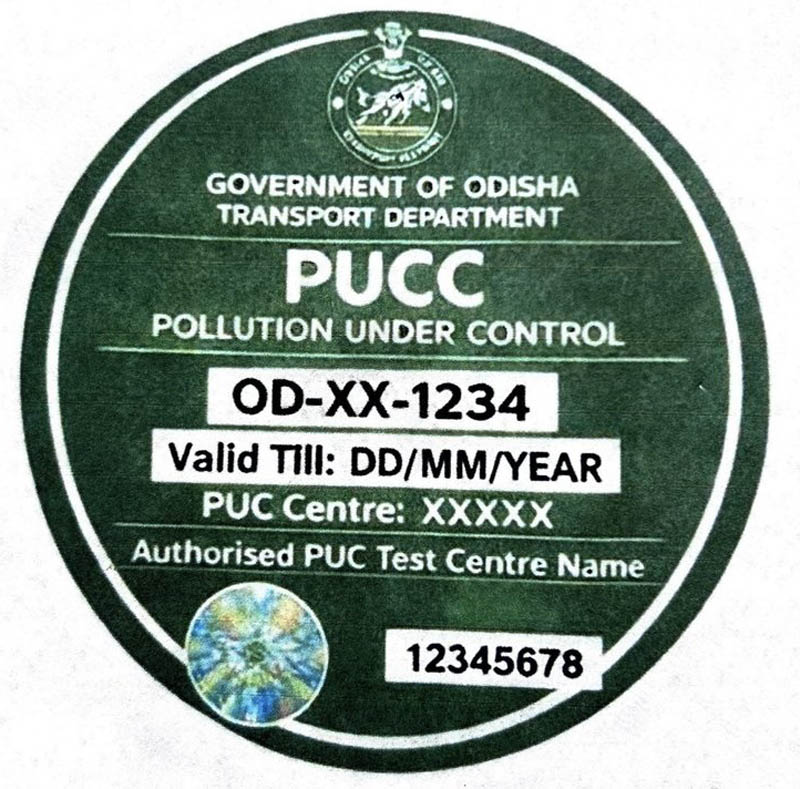 GOVERNMENT OF ODISHA
TRANSPORT DEPARTMENT
PUCC
POLLUTION UNDER CONTROL
OD-XX-1234
Valid Till: DD/MM/YEAR
PUC Centre: XXXXX
Authorised PUC Test Centre Name
12345678